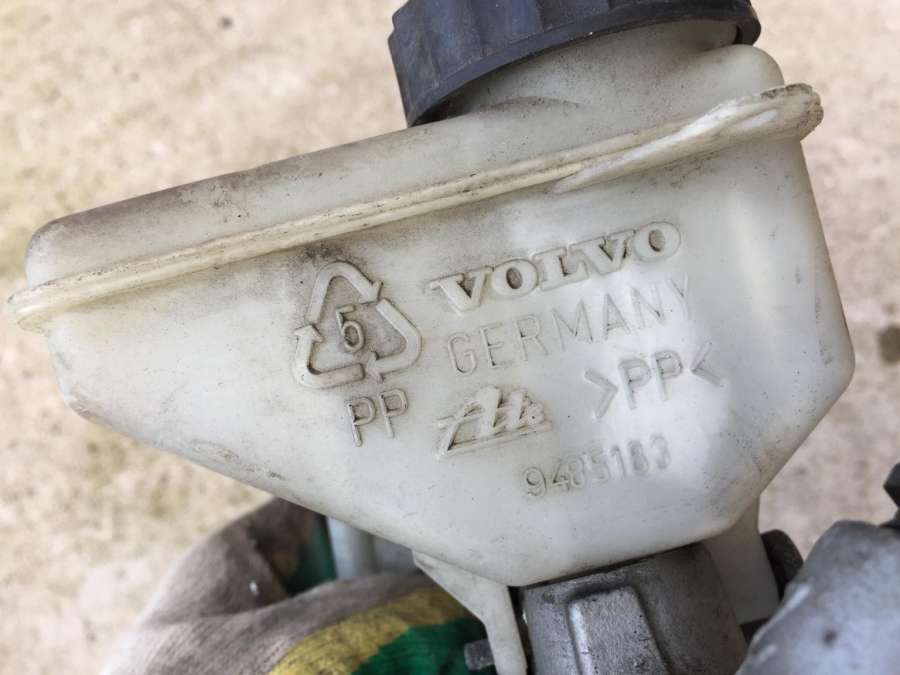 VOLVO
GERMANY
5
PP
>PP<
Ate
9485183